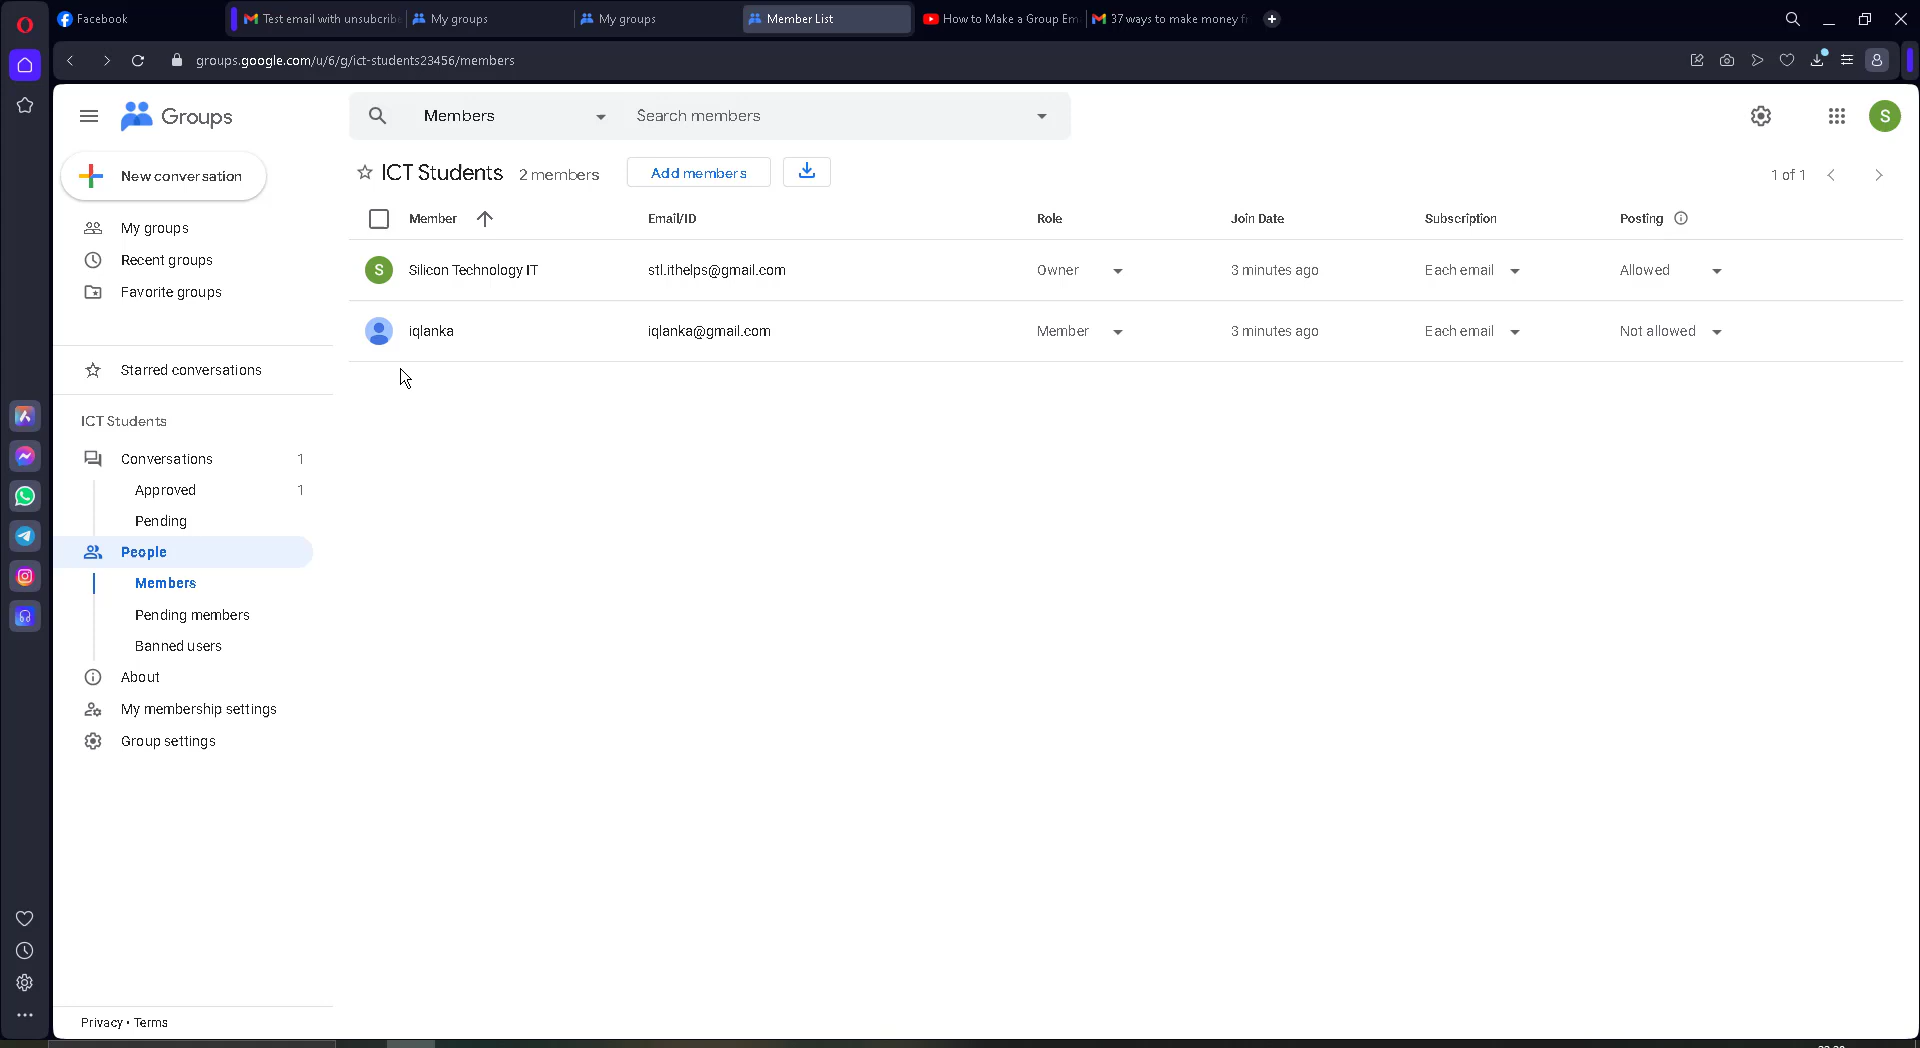 Facebook
Test email with unsubcribe
My groups
My groups
Member List
How to Make a Group Em
37 ways to make money f
groups.google.com/u/6/g/ict-students23456/members
Groups
Members
Search members
S
New conversation
ICT Students
2 members
Add members
1 of 1
My groups
Recent groups
Favorite groups
Member
Email/ID
Role
Join Date
Subscription
Posting
S
Silicon Technology IT
stl.ithelps@gmail.com
Owner
3 minutes ago
Each email
Allowed
iqlanka
iqlanka@gmail.com
Member
3 minutes ago
Each email
Not allowed
Starred conversations
ICT Students
Conversations 1
Approved 1
Pending
People
Members
Pending members
Banned users
About
My membership settings
Group settings
Privacy • Terms